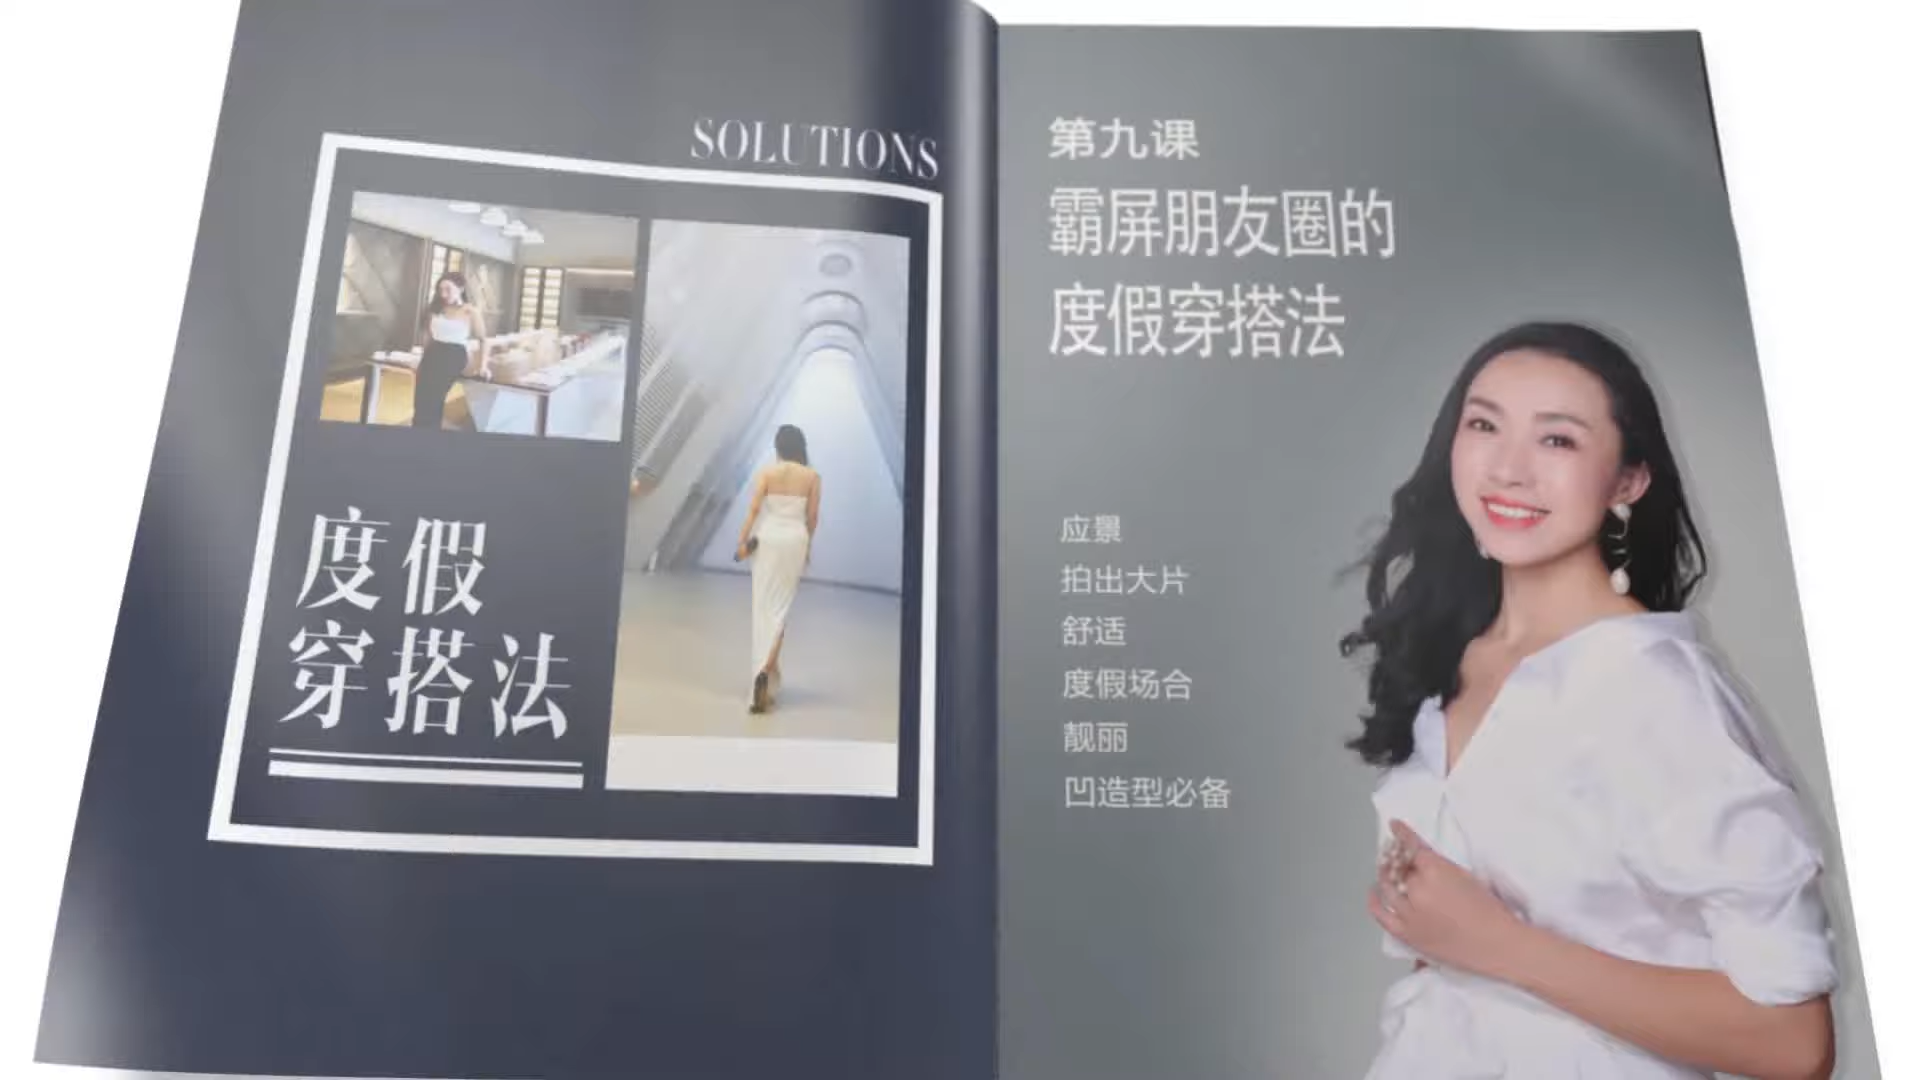 SOLUTIONS
度假
穿搭法
第九课
霸屏朋友圈的
度假穿搭法
应景
拍出大片
舒适
度假场合
靓丽
凹造型必备